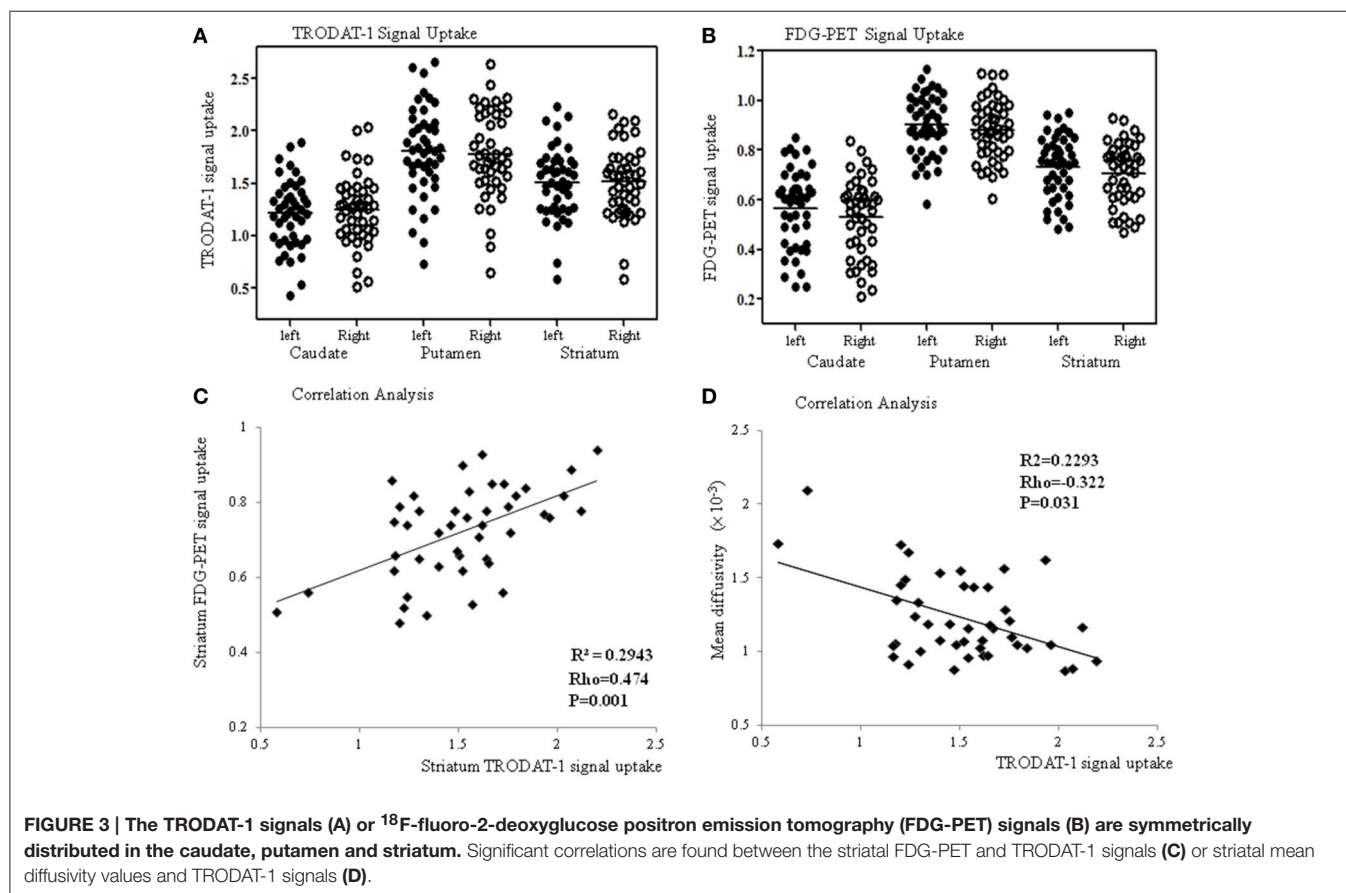 A
TRODAT-1 Signal Uptake
TRODAT-1 signal uptake
2.5
2.0
1.5
1.0
0.5
left Right left Right left Right
Caudate Putamen Striatum
B
FDG-PET Signal Uptake
FDG-PET signal uptake
1.2
1.0
0.8
0.6
0.4
0.2
left Right left Right left Right
Caudate Putamen Striatum
C
Correlation Analysis
Striatum FDG-PET signal uptake
1
0.8
0.6
0.4
0.2
R² = 0.2943
Rho=0.474
P=0.001
0.5 1 1.5 2 2.5
Striatum TRODAT-1 signal uptake
D
Correlation Analysis
Mean diffusivity (×10⁻³)
2.5
2
1.5
1
0.5
R2=0.2293
Rho=-0.322
P=0.031
0.5 1 1.5 2 2.5
TRODAT-1 signal uptake
FIGURE 3 | The TRODAT-1 signals (A) or ¹⁸F-fluoro-2-deoxyglucose positron emission tomography (FDG-PET) signals (B) are symmetrically
distributed in the caudate, putamen and striatum. Significant correlations are found between the striatal FDG-PET and TRODAT-1 signals (C) or striatal mean
diffusivity values and TRODAT-1 signals (D).